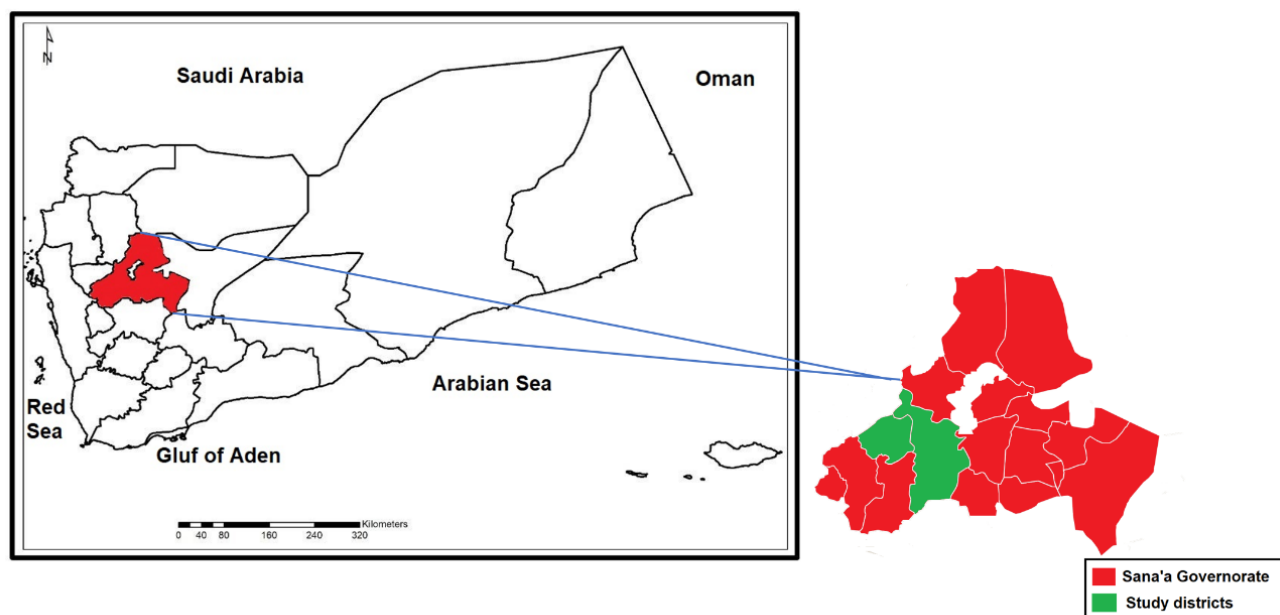 N
Saudi Arabia
Oman
Red
Sea
Arabian Sea
Gluf of Aden
0 40 80 160 240 320 Kilometers
Sana'a Governorate
Study districts